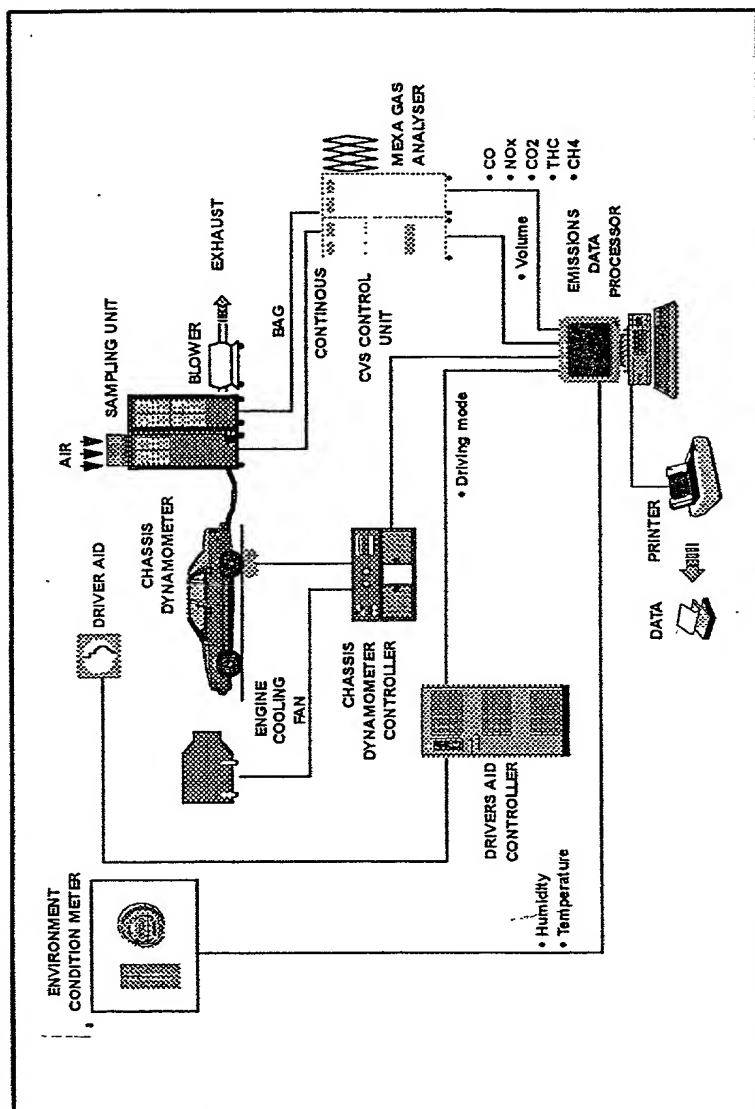 ENVIRONMENT
CONDITION METER
DRIVER AID
AIR
SAMPLING UNIT
CHASSIS
DYNAMOMETER
BLOWER
EXHAUST
ENGINE
COOLING
FAN
BAG
CONTINOUS
MEXA GAS
ANALYSER
CVS CONTROL
UNIT
CHASSIS
DYNAMOMETER
CONTROLLER
DRIVERS AID
CONTROLLER
• Driving mode
• Volume
• CO
• NOx
• CO2
• THC
• CH4
EMISSIONS
DATA
PROCESSOR
• Humidity
• Temperature
DATA
PRINTER